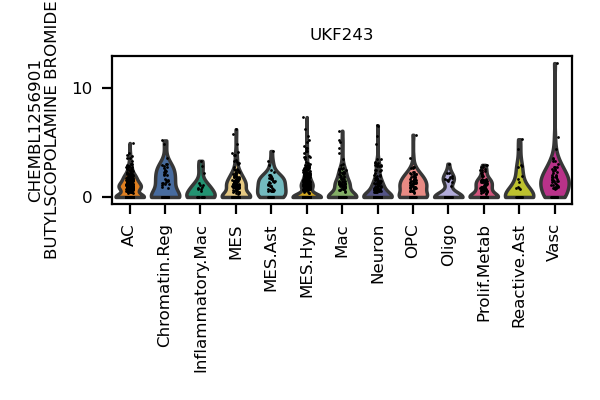 UKF243
CHEMBL1256901
BUTYLSCOPOLAMINE BROMIDE
10
0
AC
Chromatin.Reg
Inflammatory.Mac
MES
MES.Ast
MES.Hyp
Mac
Neuron
OPC
Oligo
Prolif.Metab
Reactive.Ast
Vasc